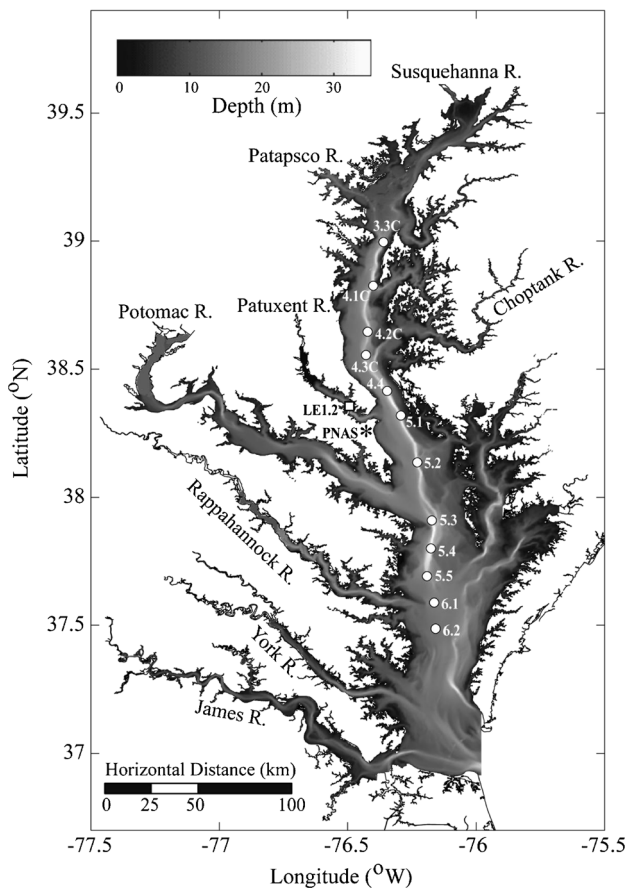 0 10 20 30
Depth (m)
Susquehanna R.
39.5
Patapsco R.
39
3.3C
Choptank R.
4.1C
Patuxent R.
Potomac R.
4.2C
38.5
4.3C
4.4
LE1.2
5.1
PNAS *
5.2
Latitude (°N)
38
Rappahannock R.
5.3
5.4
5.5
6.1
37.5
6.2
York R.
James R.
37
Horizontal Distance (km)
0 25 50 100
-77.5 -77 -76.5 -76 -75.5
Longitude (°W)